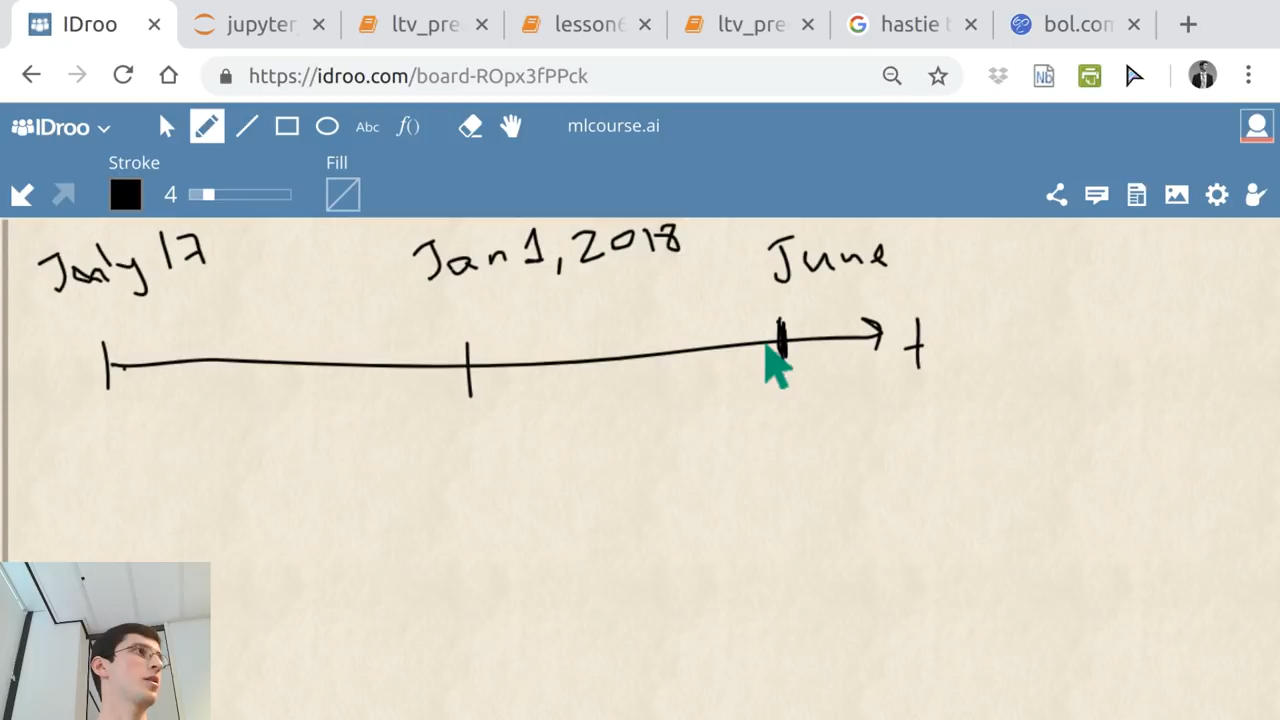 IDroo jupyter_ ltv_pre lesson6 ltv_pre hastie b bol.com
https://idroo.com/board-ROpx3fPPck
IDroo Abc f() mlcourse.ai
Stroke Fill
4
July 17 Jan 1, 2018 June